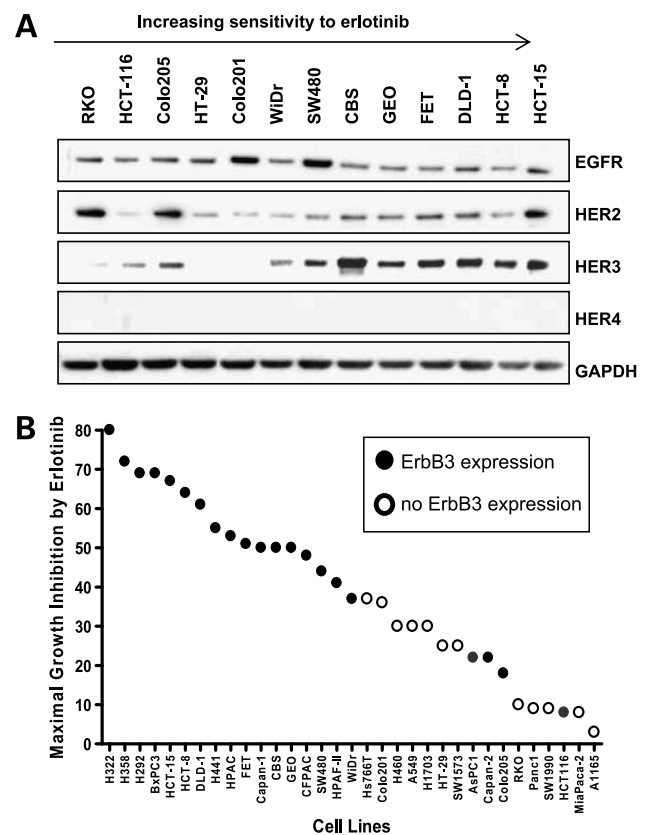 A
Increasing sensitivity to erlotinib
RKO HCT-116 Colo205 HT-29 Colo201 WiDr SW480 CBS GEO FET DLD-1 HCT-8 HCT-15
EGFR
HER2
HER3
HER4
GAPDH
B
Maximal Growth Inhibition by Erlotinib
80
70
60
50
40
30
20
10
0
ErbB3 expression
no ErbB3 expression
H322 H358 H292 BxPC3 HCT-15 HCT-8 DLD-1 H441 HPAC FET Capan-1 CBS GEO CFPAC SW480 HPAF-II WiDr Hs766T Colo201 H460 A549 H1703 HT-29 SW1573 AsPC1 Capan-2 Colo205 RKO Panc1 SW1990 HCT116 MiaPaca-2 A1165
Cell Lines